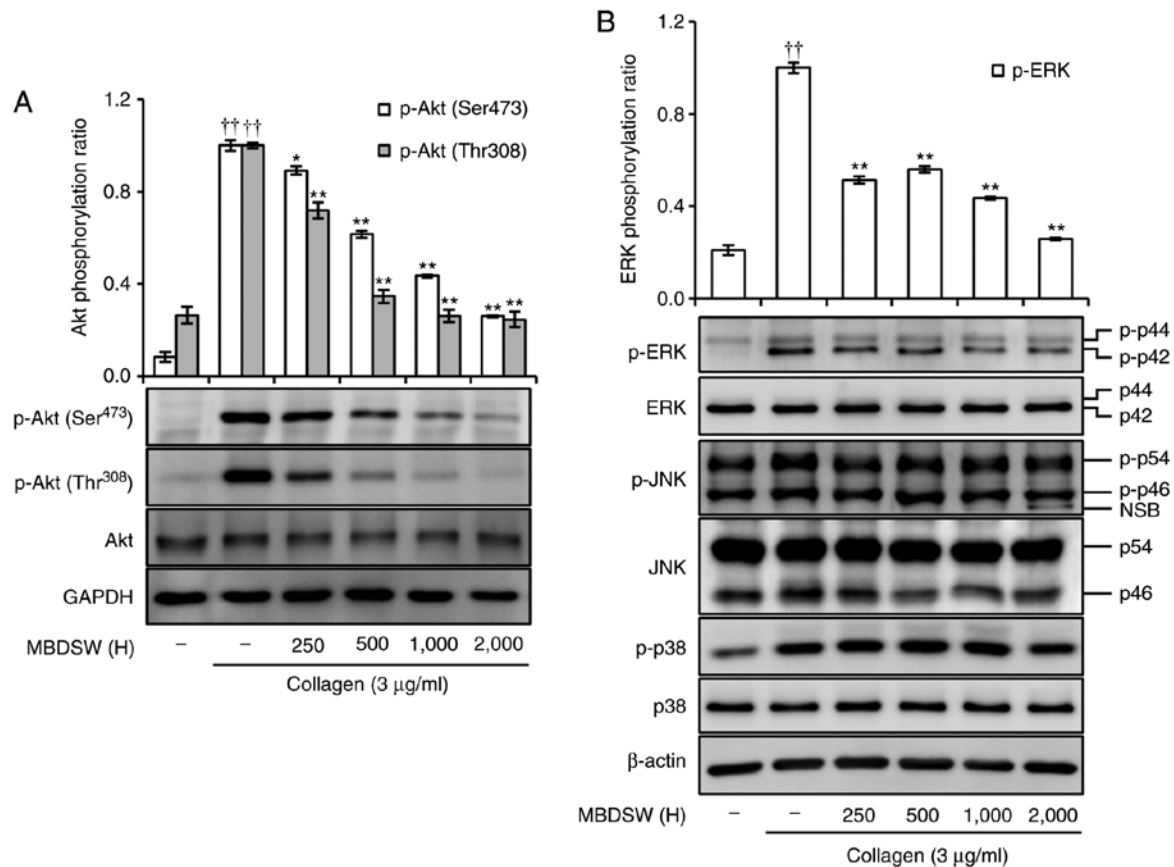 A
Akt phosphorylation ratio
1.2
0.8
0.4
0.0
p-Akt (Ser473)
p-Akt (Thr308)
†† ††
*
**
**
**
**
**
** **
p-Akt (Ser473)
p-Akt (Thr308)
Akt
GAPDH
MBDSW (H) – – 250 500 1,000 2,000
Collagen (3 µg/ml)
B
ERK phosphorylation ratio
1.2
0.8
0.4
0.0
p-ERK
††
**
**
**
**
p-ERK
p-p44
p-p42
ERK
p44
p42
p-JNK
p-p54
p-p46
NSB
JNK
p54
p46
p-p38
p38
β-actin
MBDSW (H) – – 250 500 1,000 2,000
Collagen (3 µg/ml)